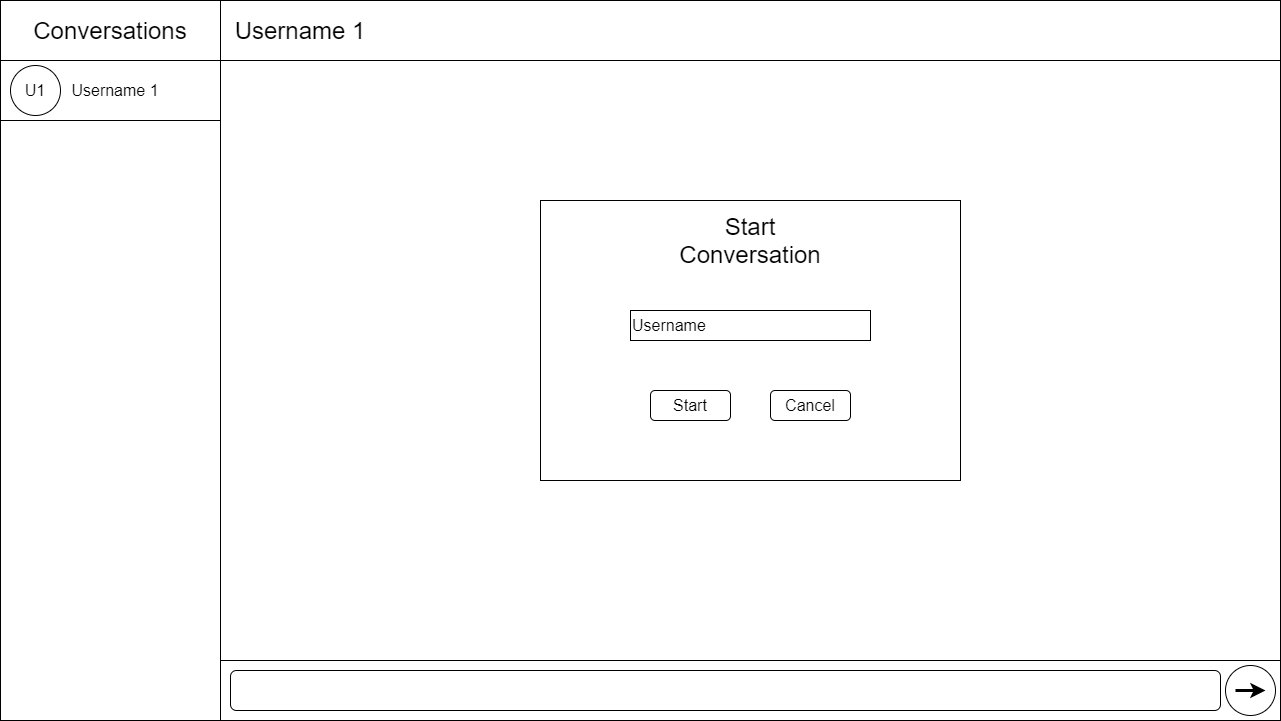 Conversations
Username 1
U1
Username 1
Start
Conversation
Username
Start
Cancel